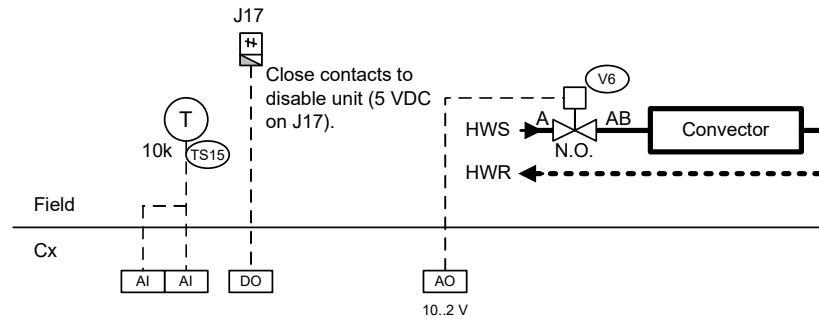 J17
Close contacts to
disable unit (5 VDC
on J17).
T
10k
TS15
V6
A
AB
HWS
Convector
N.O.
HWR
Field
Cx
AI
AI
DO
AO
10..2 V